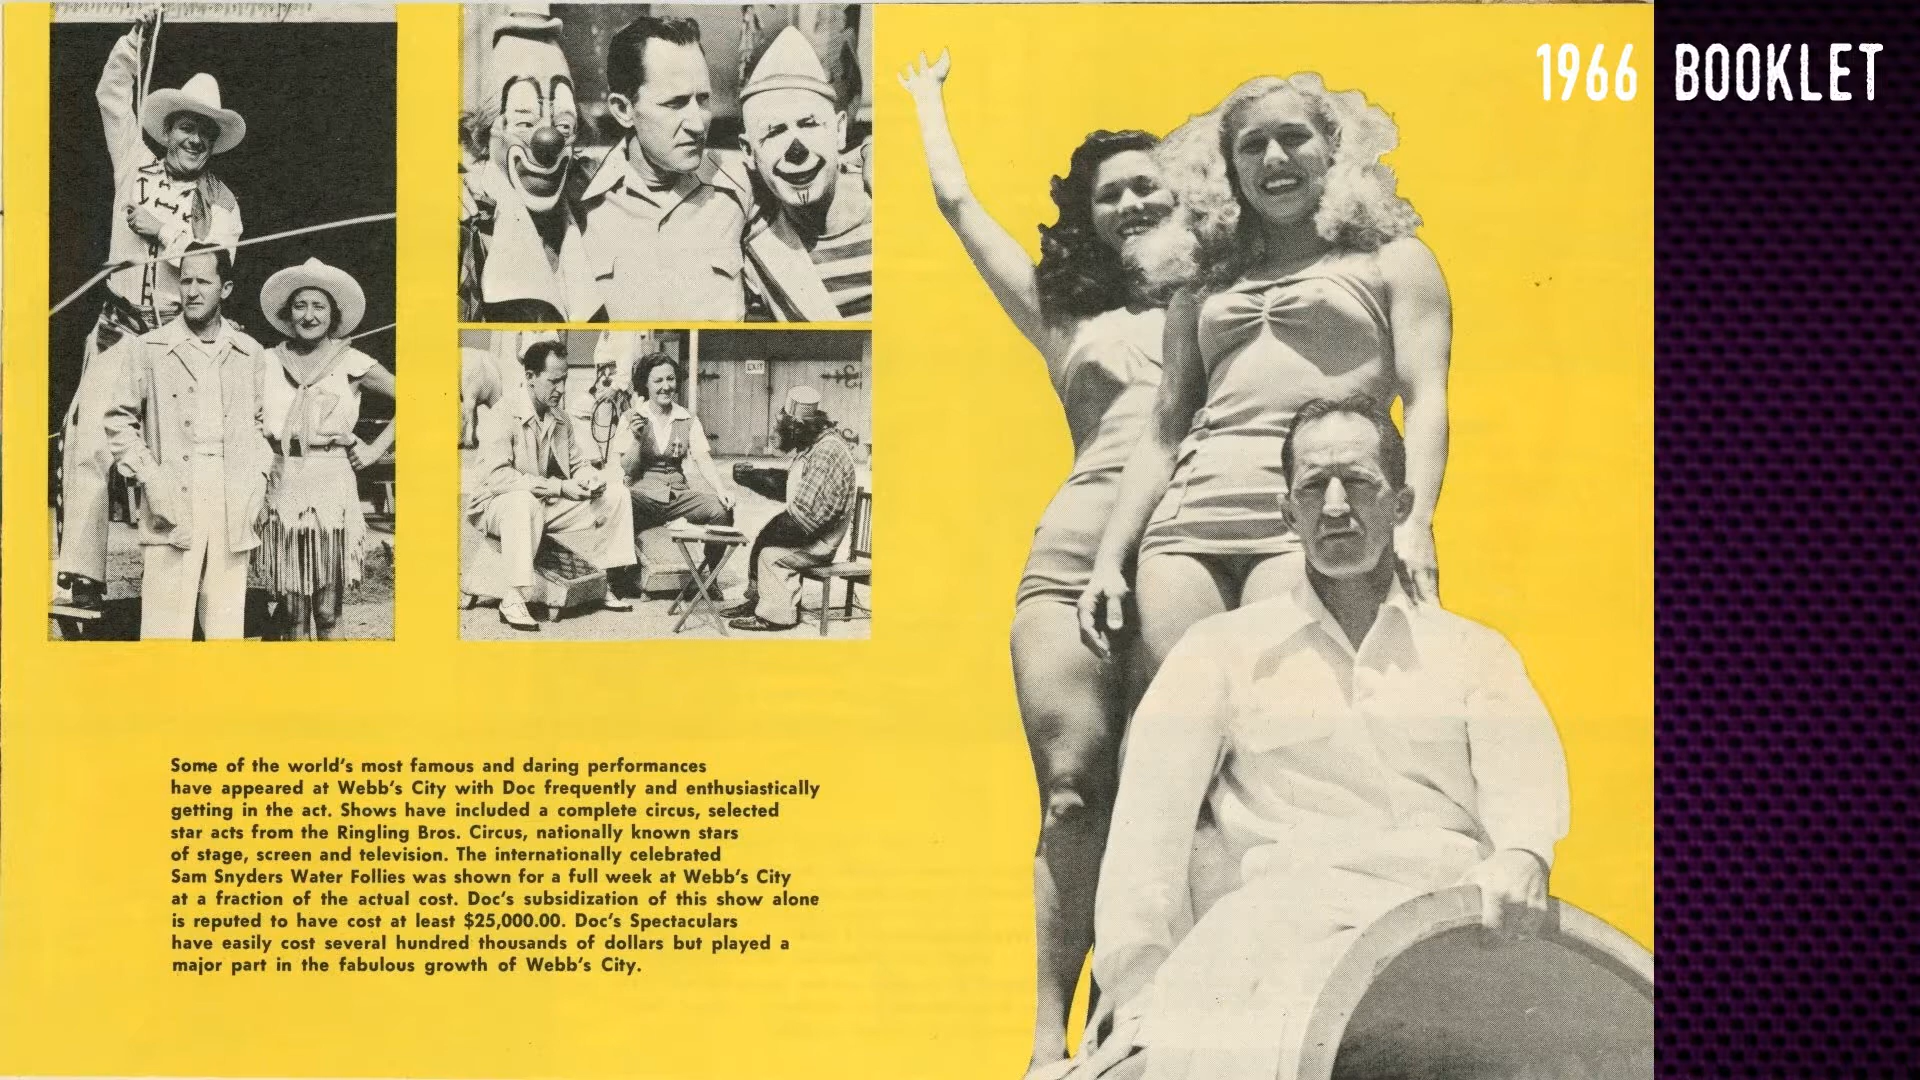 1966 BOOKLET
EXIT
Some of the world's most famous and daring performances
have appeared at Webb's City with Doc frequently and enthusiastically
getting in the act. Shows have included a complete circus, selected
star acts from the Ringling Bros. Circus, nationally known stars
of stage, screen and television. The internationally celebrated
Sam Snyders Water Follies was shown for a full week at Webb's City
at a fraction of the actual cost. Doc's subsidization of this show alone
is reputed to have cost at least $25,000.00. Doc's Spectaculars
have easily cost several hundred thousands of dollars but played a
major part in the fabulous growth of Webb's City.